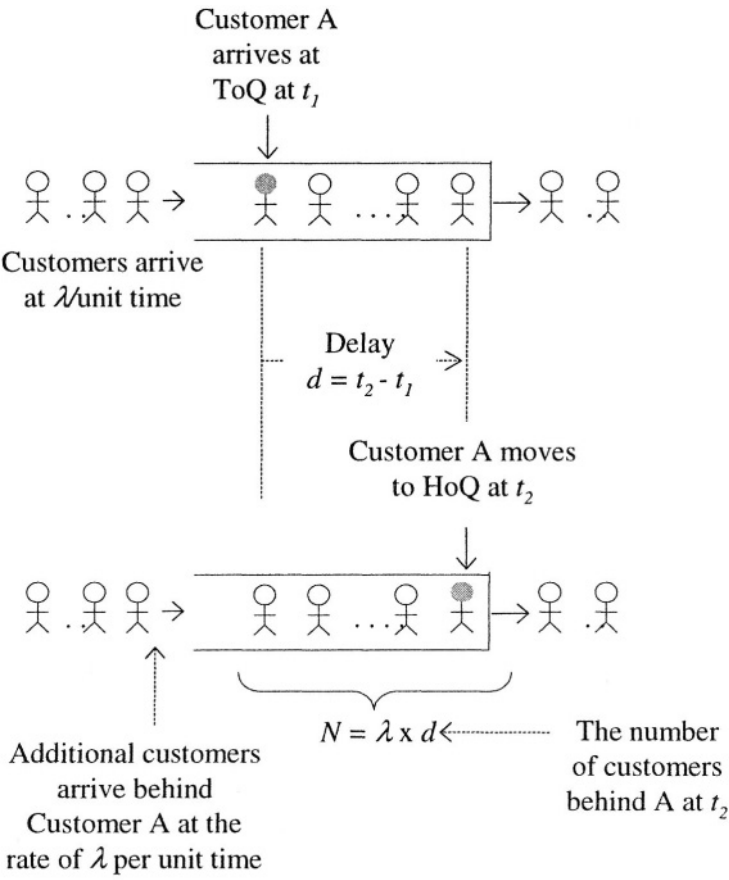 Customer A
arrives at
ToQ at t₁
Customers arrive
at λ/unit time
Delay
d = t₂ - t₁
Customer A moves
to HoQ at t₂
N = λ x d
The number
of customers
behind A at t₂
Additional customers
arrive behind
Customer A at the
rate of λ per unit time